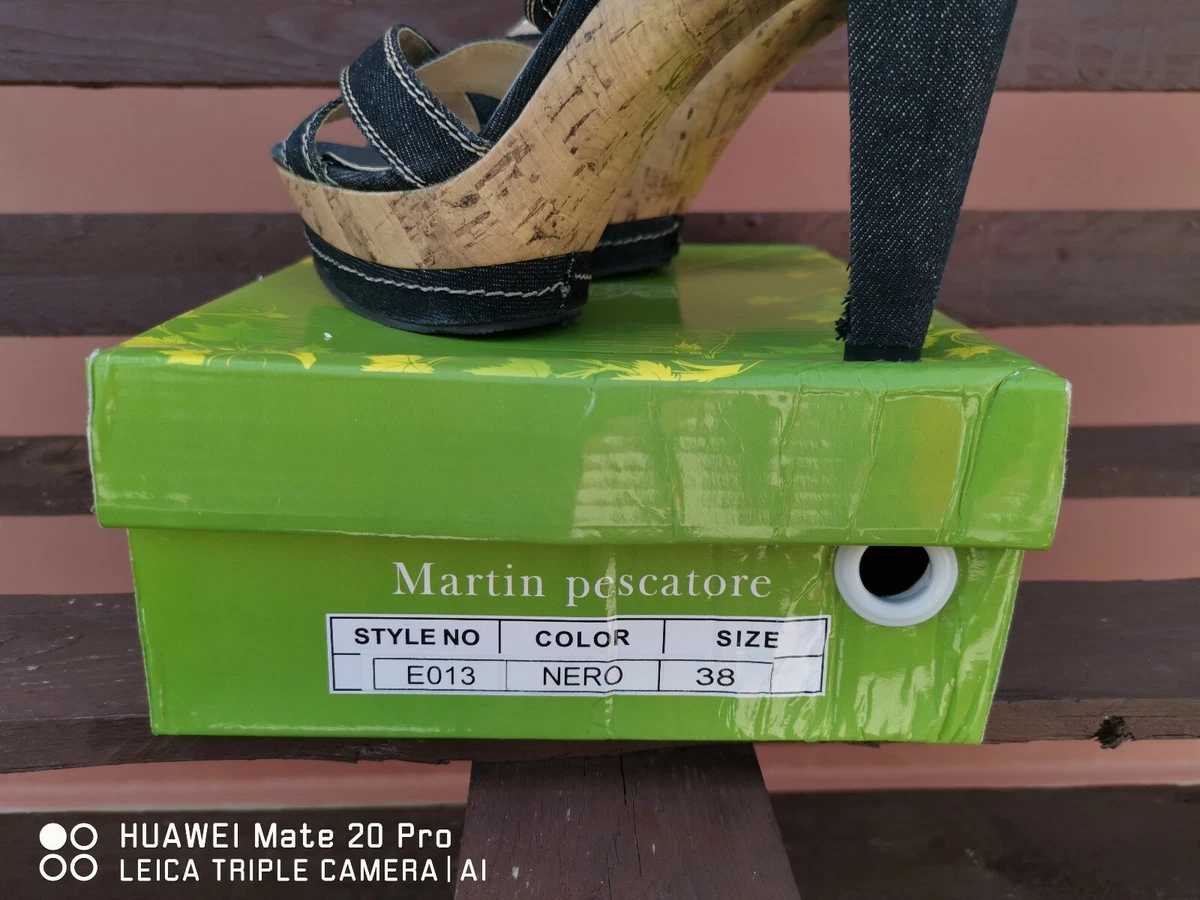 Martin pescatore
STYLE NO COLOR SIZE
E013 NERO 38
HUAWEI Mate 20 Pro
LEICA TRIPLE CAMERA | AI